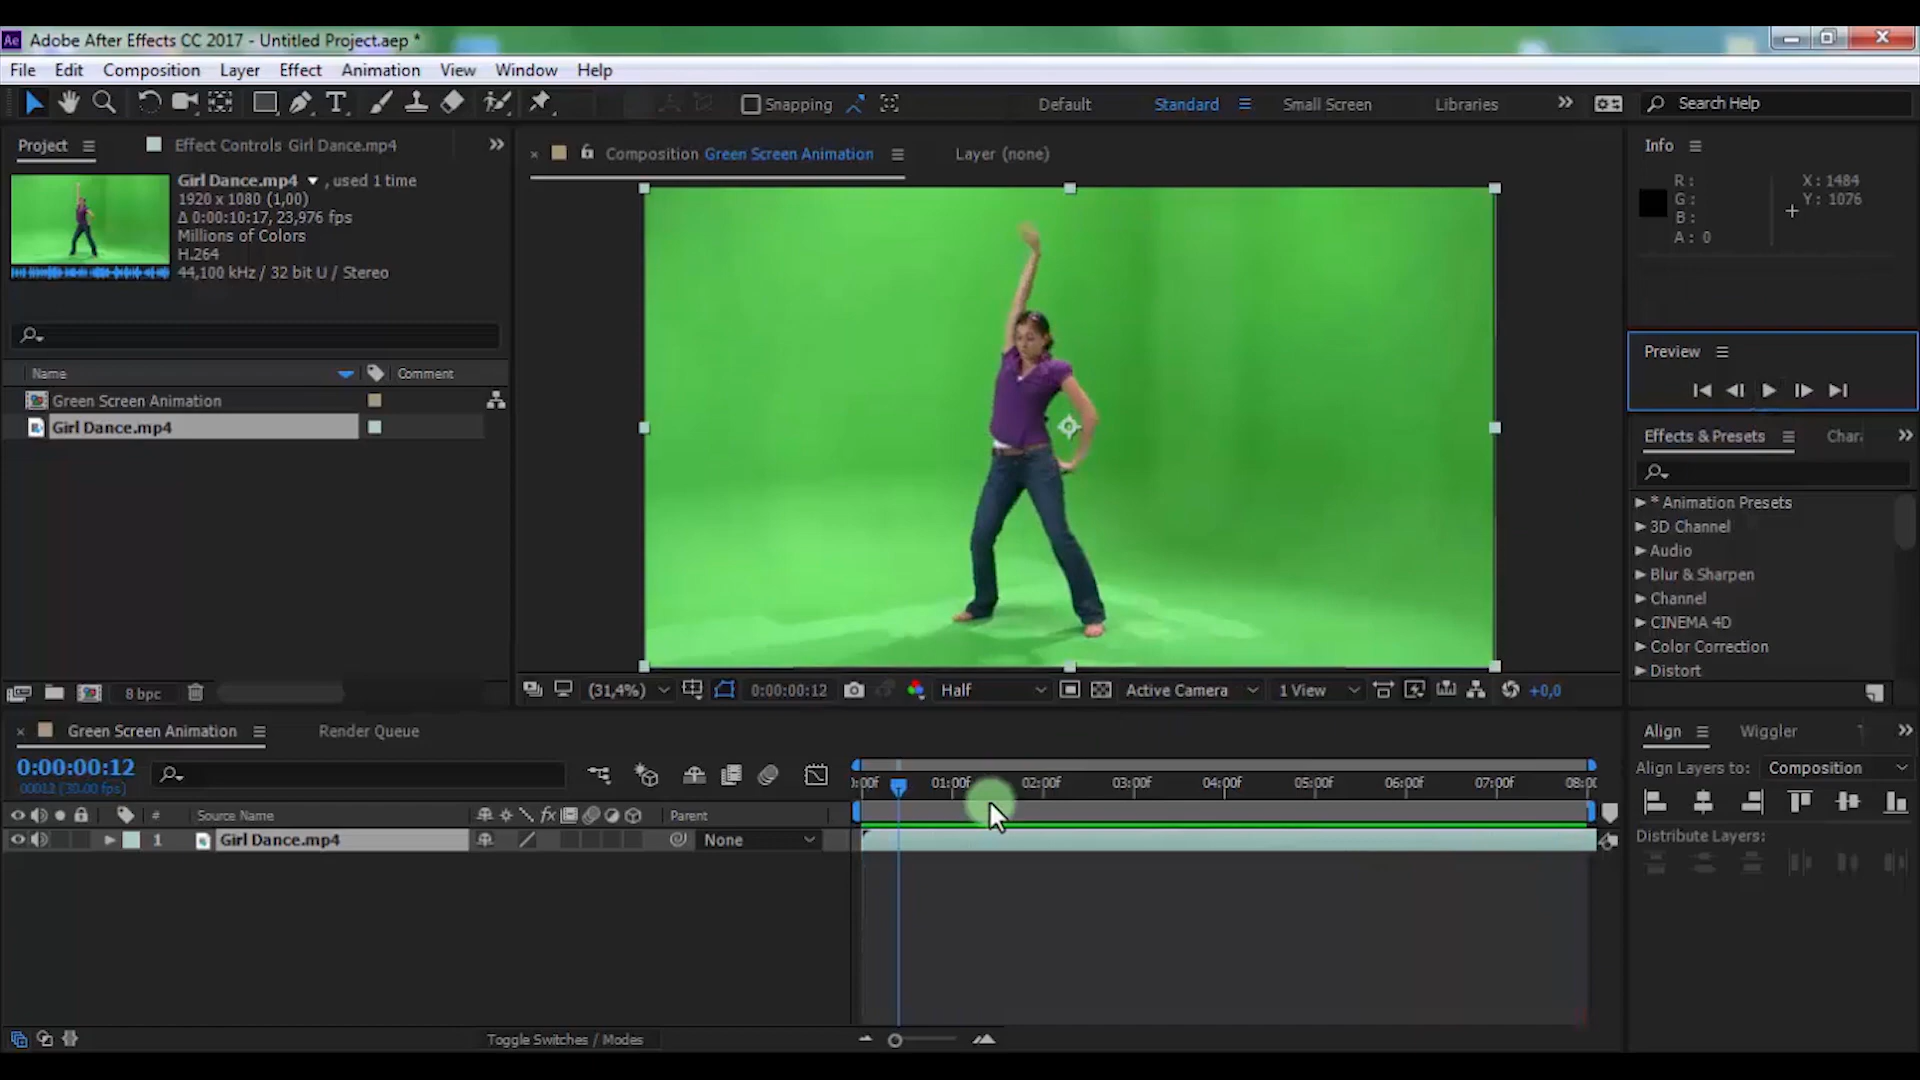 Ae Adobe After Effects CC 2017 - Untitled Project.aep *
File Edit Composition Layer Effect Animation View Window Help
T Snapping Default Standard Small Screen Libraries Search Help
Project Effect Controls Girl Dance.mp4
Composition Green Screen Animation Layer (none)
Info
Girl Dance.mp4 , used 1 time
1920 x 1080 (1,00)
Δ 0:00:10:17, 23,976 fps
Millions of Colors
H.264
44,100 kHz / 32 bit U / Stereo
R :
G :
B :
A : 0
X : 1484
Y : 1076
Name Comment
Green Screen Animation
Girl Dance.mp4
Preview
Effects & Presets
* Animation Presets
3D Channel
Audio
Blur & Sharpen
Channel
CINEMA 4D
Color Correction
Distort
8 bpc
(31,4%) 0:00:00:12 Half Active Camera 1 View +0,0
Green Screen Animation Render Queue
0:00:00:12
00012 (30.00 fps)
:00f 01:00f 02:00f 03:00f 04:00f 05:00f 06:00f 07:00f
# Source Name fx Parent
1 Girl Dance.mp4 None
Align Wiggler
Align Layers to: Composition
Distribute Layers:
Toggle Switches / Modes